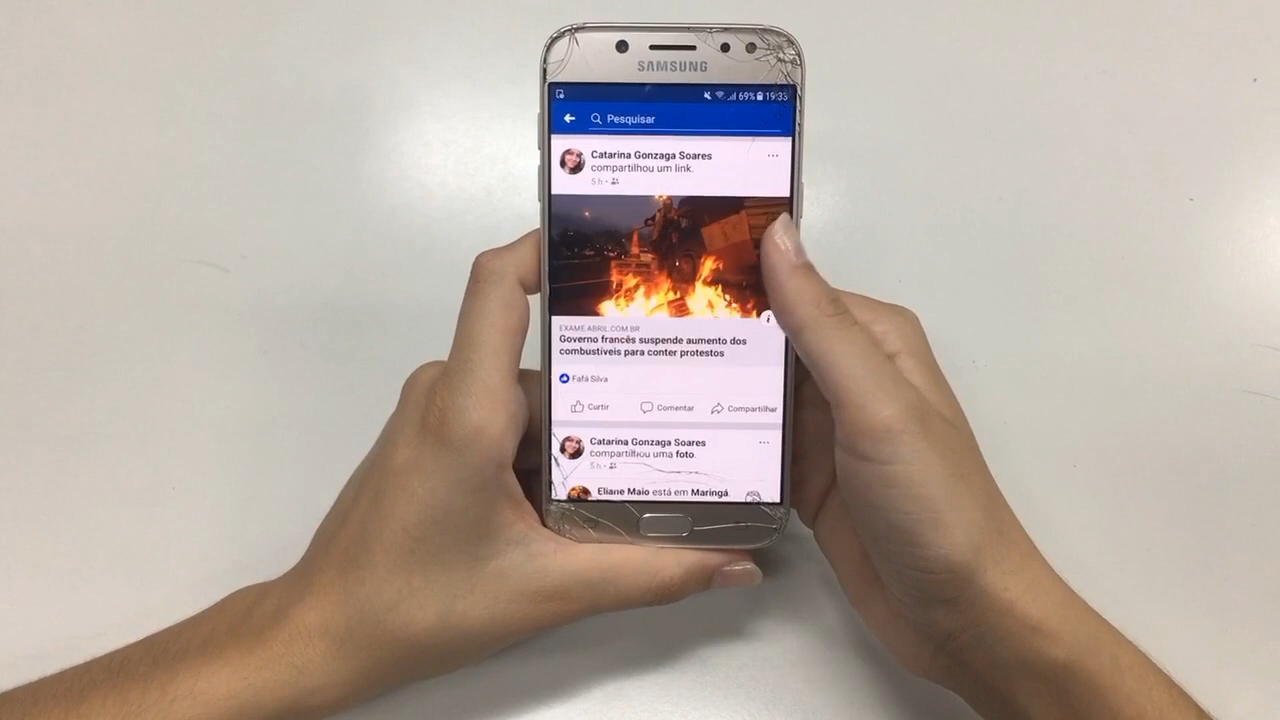 SAMSUNG
69% 19:33
Pesquisar
Catarina Gonzaga Soares
compartilhou um link.
5 h
EXAME.ABRIL.COM.BR
Governo francês suspende aumento dos
combustíveis para conter protestos
Fafá Silva
Curtir Comentar Compartilhar
Catarina Gonzaga Soares
compartilhou uma foto.
5 h
Eliane Maio está em Maringá.